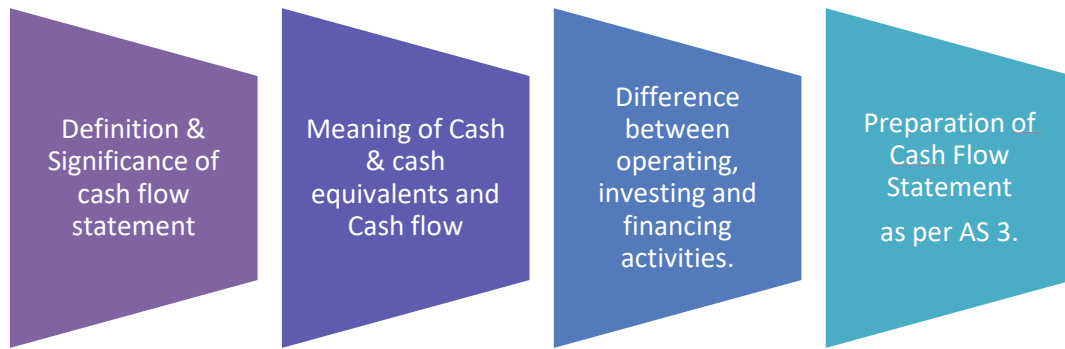 Definition &
Significance of
cash flow
statement
Meaning of Cash
& cash
equivalents and
Cash flow
Difference
between
operating,
investing and
financing
activities.
Preparation of
Cash Flow
Statement
as per AS 3.